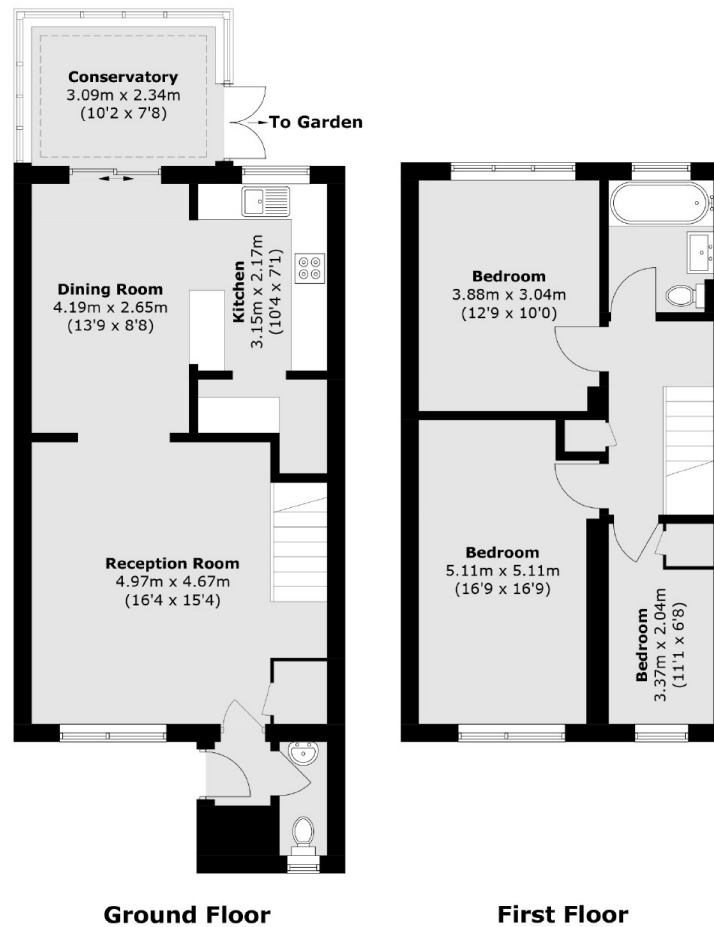 Conservatory
3.09m x 2.34m
(10'2 x 7'8)
To Garden
Dining Room
4.19m x 2.65m
(13'9 x 8'8)
Kitchen
3.15m x 2.17m
(10'4 x 7'1)
Reception Room
4.97m x 4.67m
(16'4 x 15'4)
Ground Floor
Bedroom
3.88m x 3.04m
(12'9 x 10'0)
Bedroom
5.11m x 5.11m
(16'9 x 16'9)
Bedroom
3.37m x 2.04m
(11'1 x 6'8)
First Floor